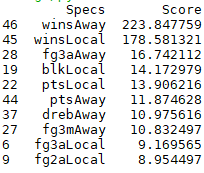 Specs Score
46 winsAway 223.847759
45 winsLocal 178.581321
28 fg3aAway 16.742112
19 blkLocal 14.172979
22 ptsLocal 13.906216
44 ptsAway 11.874628
37 drebAway 10.975616
27 fg3mAway 10.832497
6 fg3aLocal 9.169565
9 fg2aLocal 8.954497